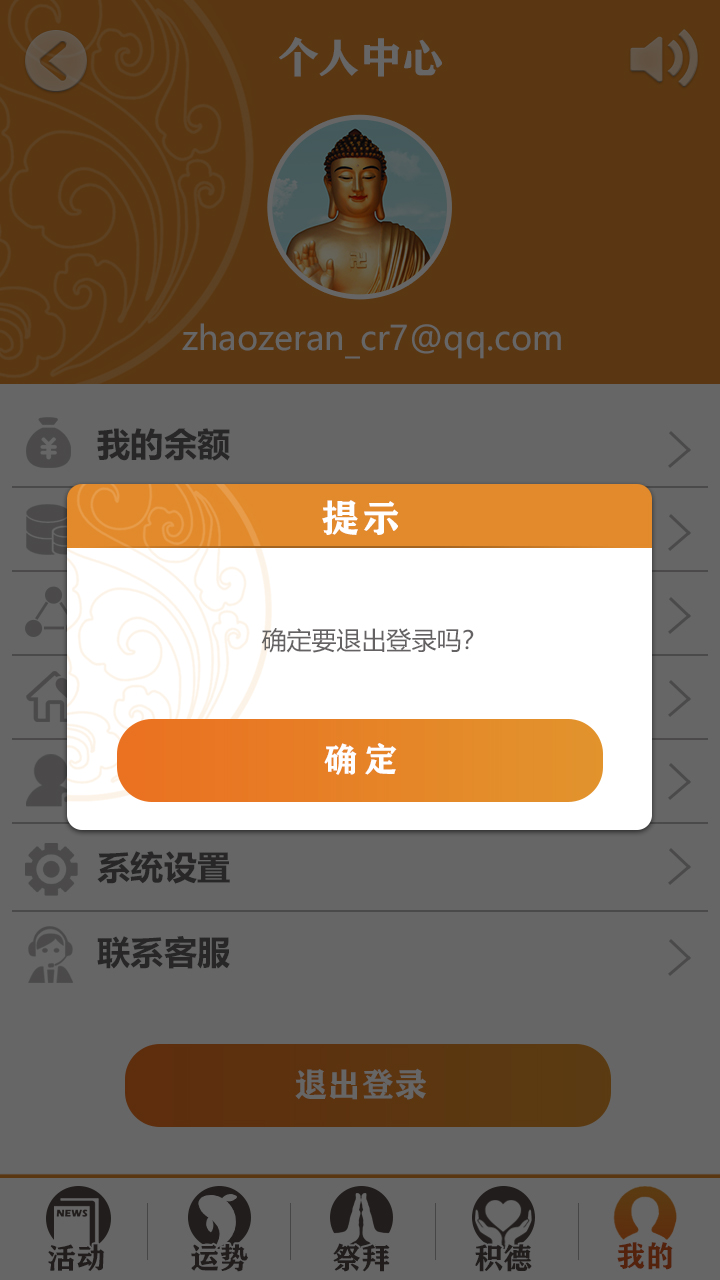 个人中心
zhaozeran_cr7@qq.com
¥ 我的余额
提示
确定要退出登录吗?
确定
系统设置
联系客服
退出登录
NEWS
活动 运势 祭拜 积德 我的